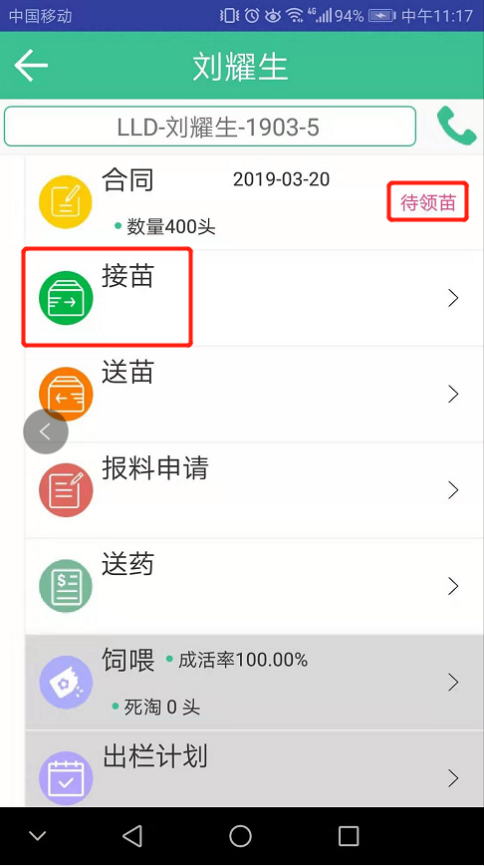 中国移动
4G 94% 中午11:17
刘耀生
LLD-刘耀生-1903-5
合同 2019-03-20
待领苗
数量400头
接苗
送苗
报料申请
送药
饲喂 成活率100.00%
死淘 0 头
出栏计划